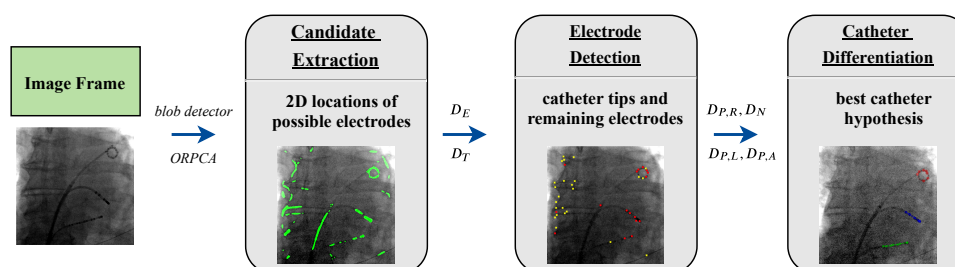 Image Frame
blob detector
ORPCA
Candidate
Extraction
2D locations of
possible electrodes
D_E
D_T
Electrode
Detection
catheter tips and
remaining electrodes
D_{P,R}, D_N
D_{P,L}, D_{P,A}
Catheter
Differentiation
best catheter
hypothesis